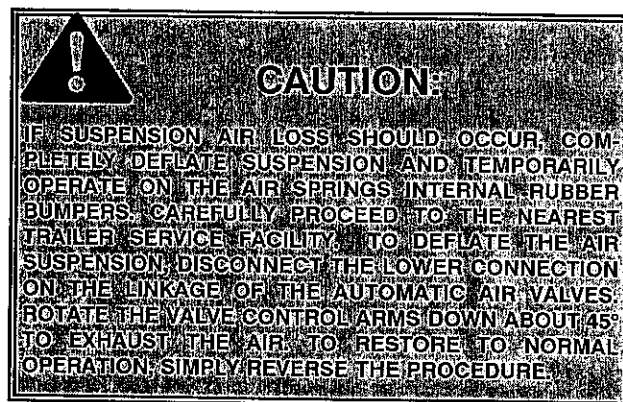 CAUTION:
IF SUSPENSION AIR LOSS SHOULD OCCUR, COM-
PLETELY DEFLATE SUSPENSION AND TEMPORARILY
OPERATE ON THE AIR SPRINGS INTERNAL RUBBER
BUMPERS. CAREFULLY PROCEED TO THE NEAREST
TRAILER SERVICE FACILITY. TO DEFLATE THE AIR
SUSPENSION, DISCONNECT THE LOWER CONNECTION
ON THE LINKAGE OF THE AUTOMATIC AIR VALVES.
ROTATE THE VALVE CONTROL ARMS DOWN ABOUT 45°
TO EXHAUST THE AIR. TO RESTORE TO NORMAL
OPERATION, SIMPLY REVERSE THE PROCEDURE.